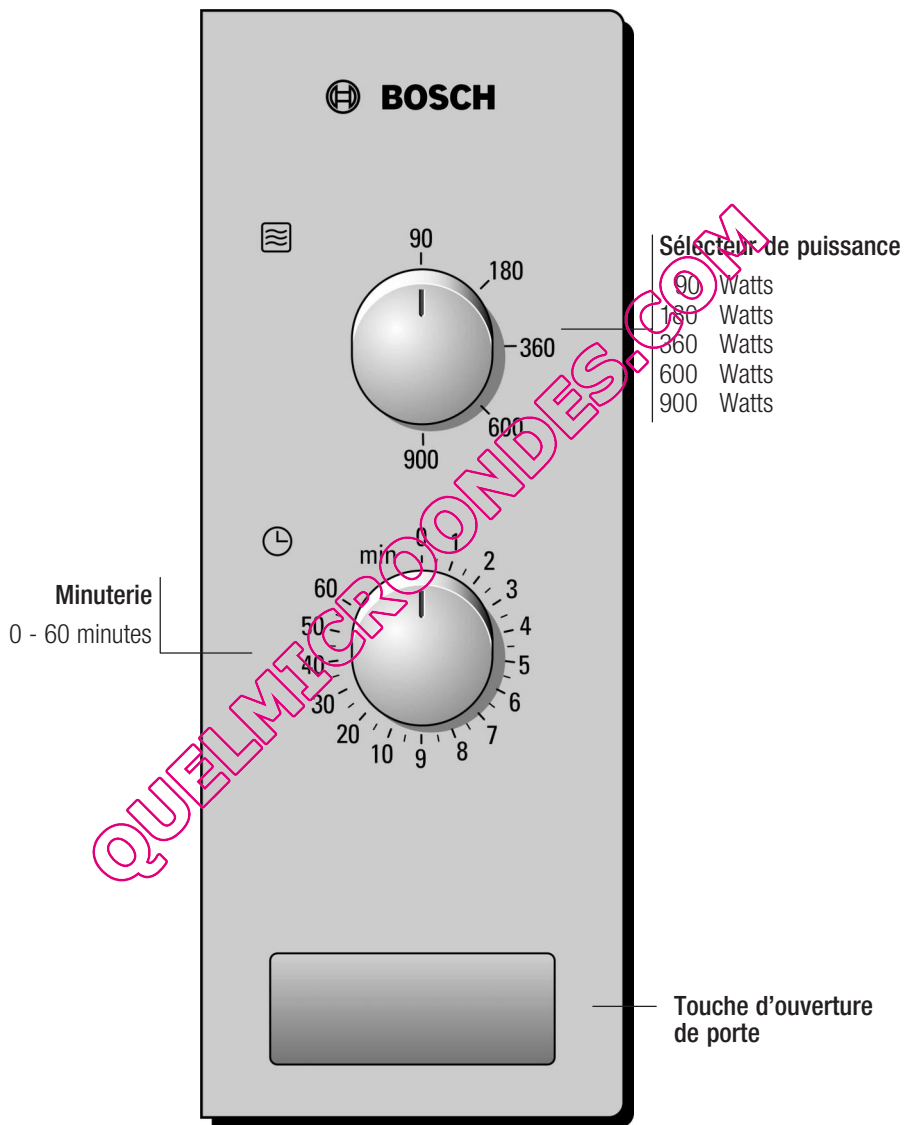 BOSCH
90
180
360
600
900
Sélecteur de puissance
90 Watts
180 Watts
360 Watts
600 Watts
900 Watts
min
0
1
2
3
4
5
6
7
8
9
10
20
30
40
50
60
Minuterie
0 - 60 minutes
Touche d’ouverture
de porte
QUELMICROONDES.COM